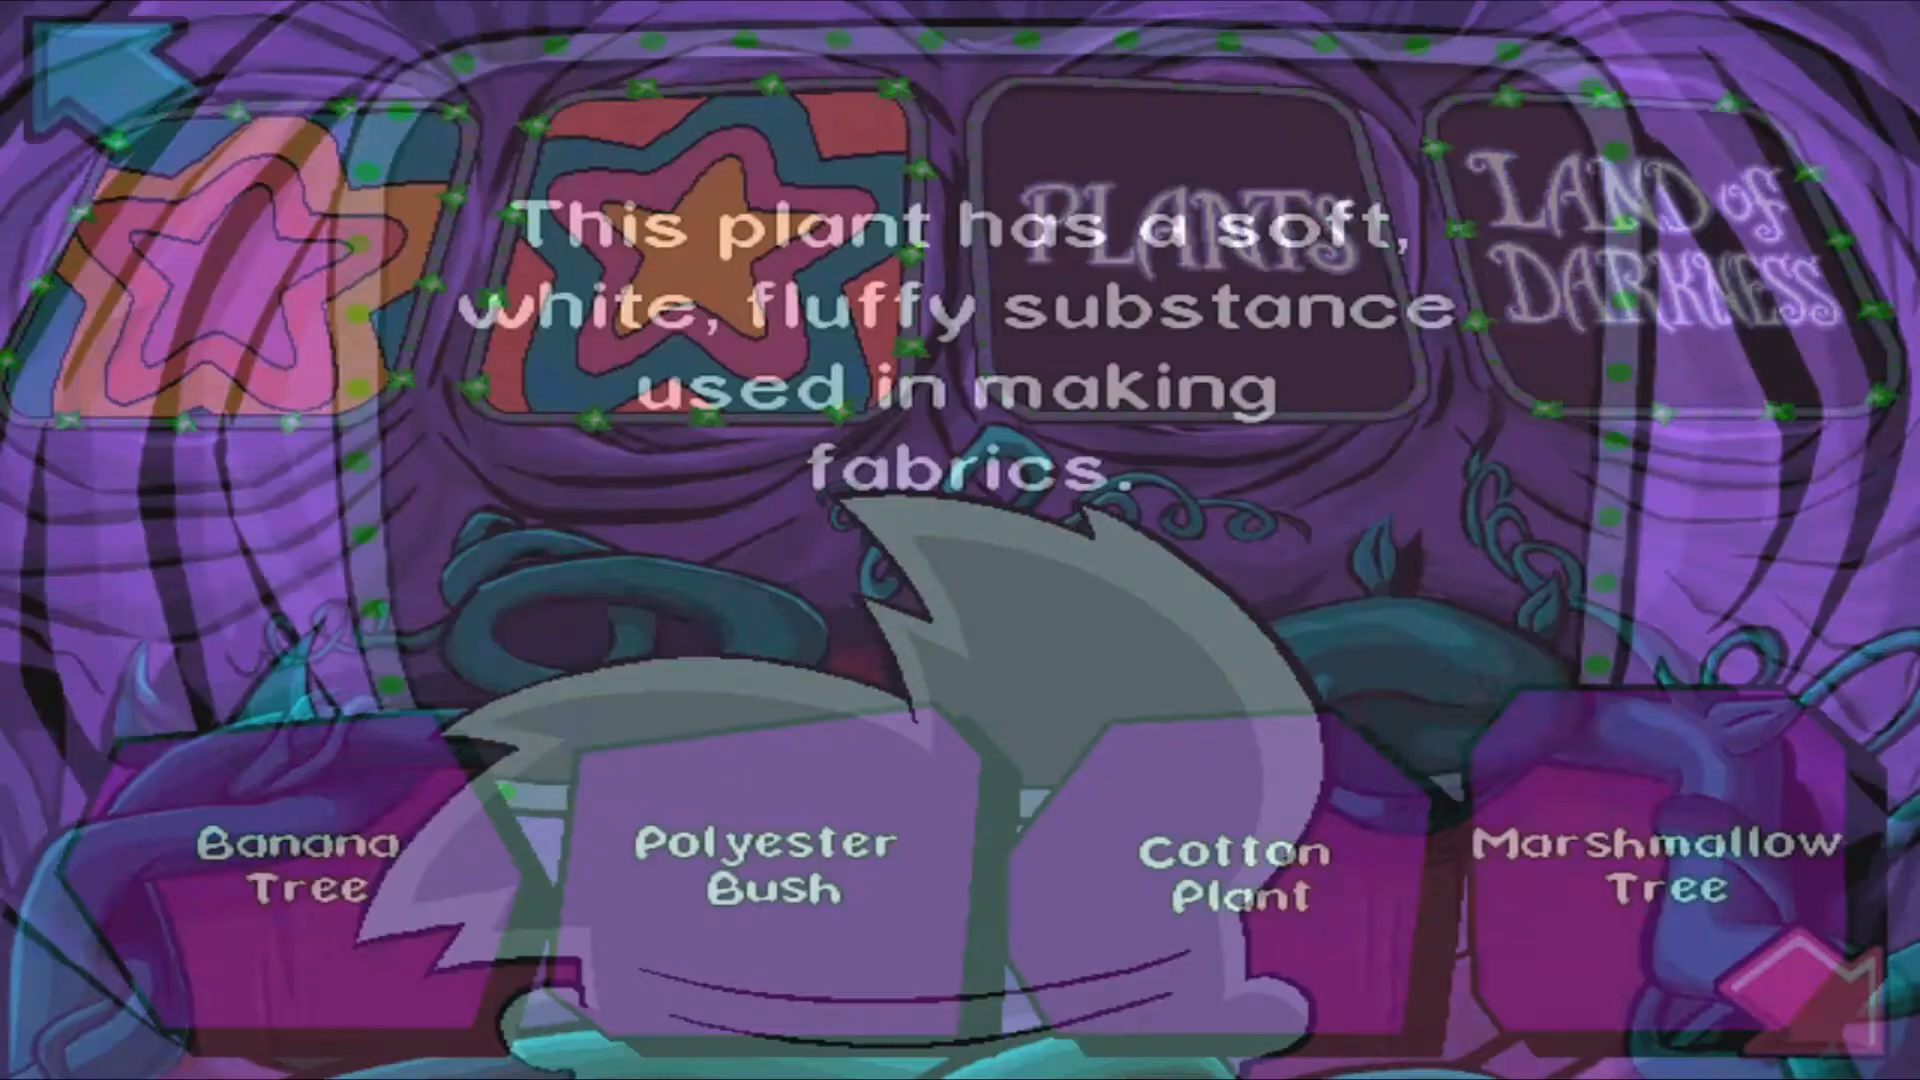 PLANTS
LAND OF
DARKNESS
This plant has a soft,
white, fluffy substance
used in making
fabrics.
Banana
Tree
Polyester
Bush
Cotton
Plant
Marshmallow
Tree